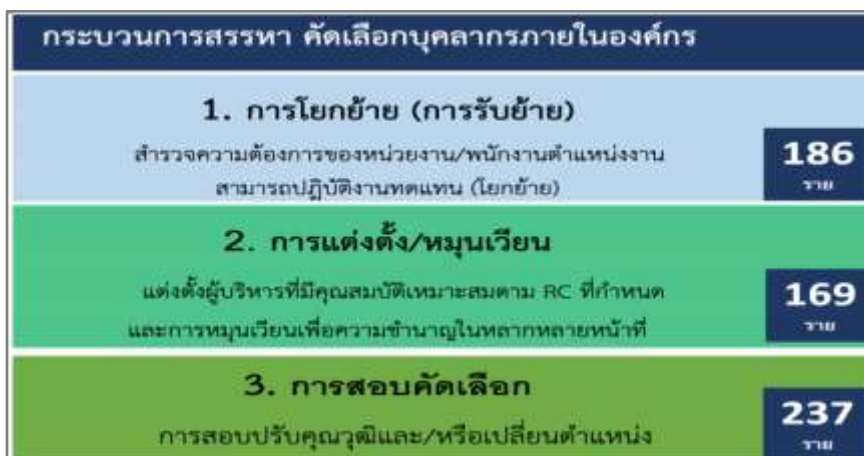 กระบวนการสรรหา คัดเลือกบุคลากรภายในองค์กร
1. การโยกย้าย (การรับย้าย)
สำรวจความต้องการของหน่วยงาน/พนักงานตำแหน่งงาน
สามารถปฏิบัติงานทดแทน (โยกย้าย)
186
ราย
2. การแต่งตั้ง/หมุนเวียน
แต่งตั้งผู้บริหารที่มีคุณสมบัติเหมาะสมตาม RC ที่กำหนด
และการหมุนเวียนเพื่อความชำนาญในหลากหลายหน้าที่
169
ราย
3. การสอบคัดเลือก
การสอบปรับคุณวุฒิและ/หรือเปลี่ยนตำแหน่ง
237
ราย